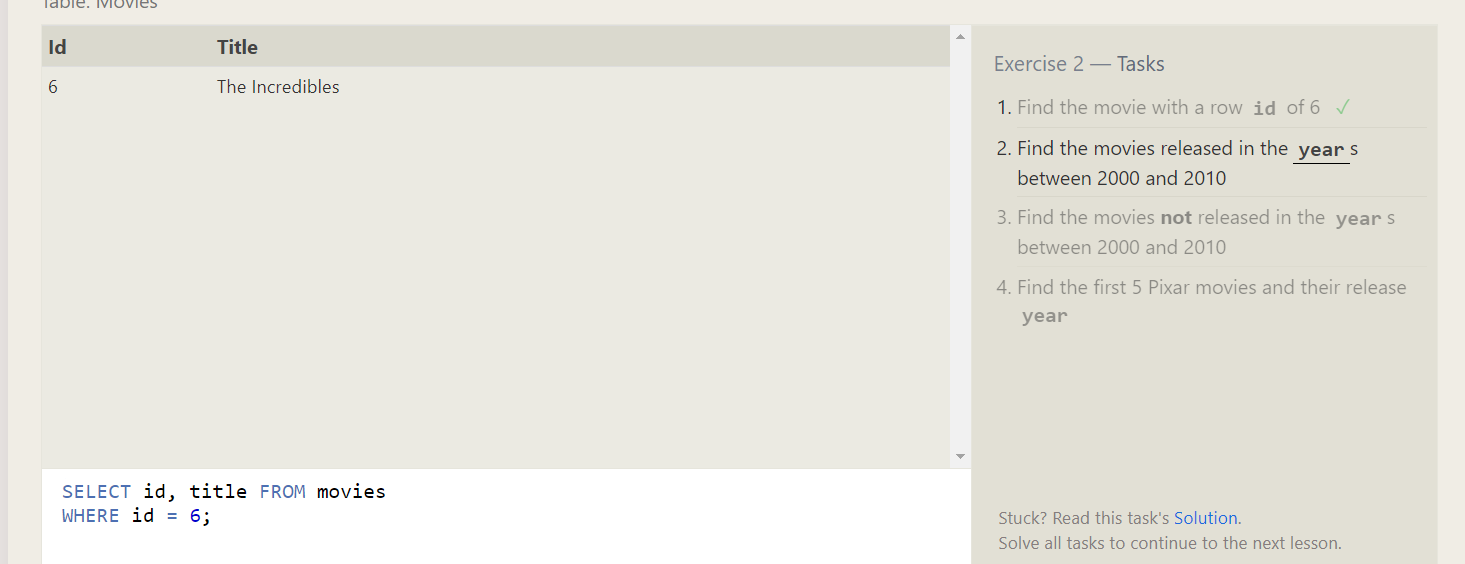 Table: Movies
Id Title
6 The Incredibles
SELECT id, title FROM movies
WHERE id = 6;
Exercise 2 — Tasks
1. Find the movie with a row id of 6 ✓
2. Find the movies released in the year s
between 2000 and 2010
3. Find the movies not released in the year s
between 2000 and 2010
4. Find the first 5 Pixar movies and their release
year
Stuck? Read this task's Solution.
Solve all tasks to continue to the next lesson.